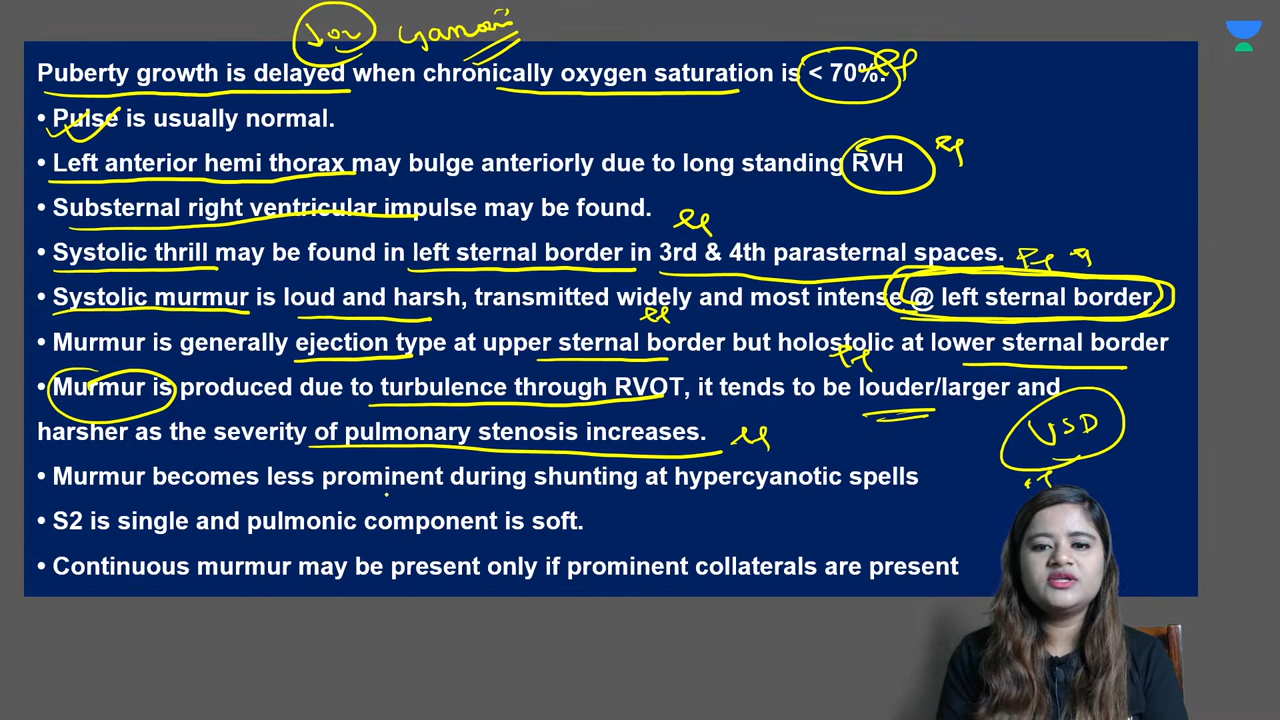 Puberty growth is delayed when chronically oxygen saturation is < 70%.
• Pulse is usually normal.
• Left anterior hemi thorax may bulge anteriorly due to long standing RVH
• Substernal right ventricular impulse may be found.
• Systolic thrill may be found in left sternal border in 3rd & 4th parasternal spaces.
• Systolic murmur is loud and harsh, transmitted widely and most intense @ left sternal border.
• Murmur is generally ejection type at upper sternal border but holostolic at lower sternal border
• Murmur is produced due to turbulence through RVOT, it tends to be louder/larger and
harsher as the severity of pulmonary stenosis increases.
VSD
• Murmur becomes less prominent during shunting at hypercyanotic spells
• S2 is single and pulmonic component is soft.
• Continuous murmur may be present only if prominent collaterals are present